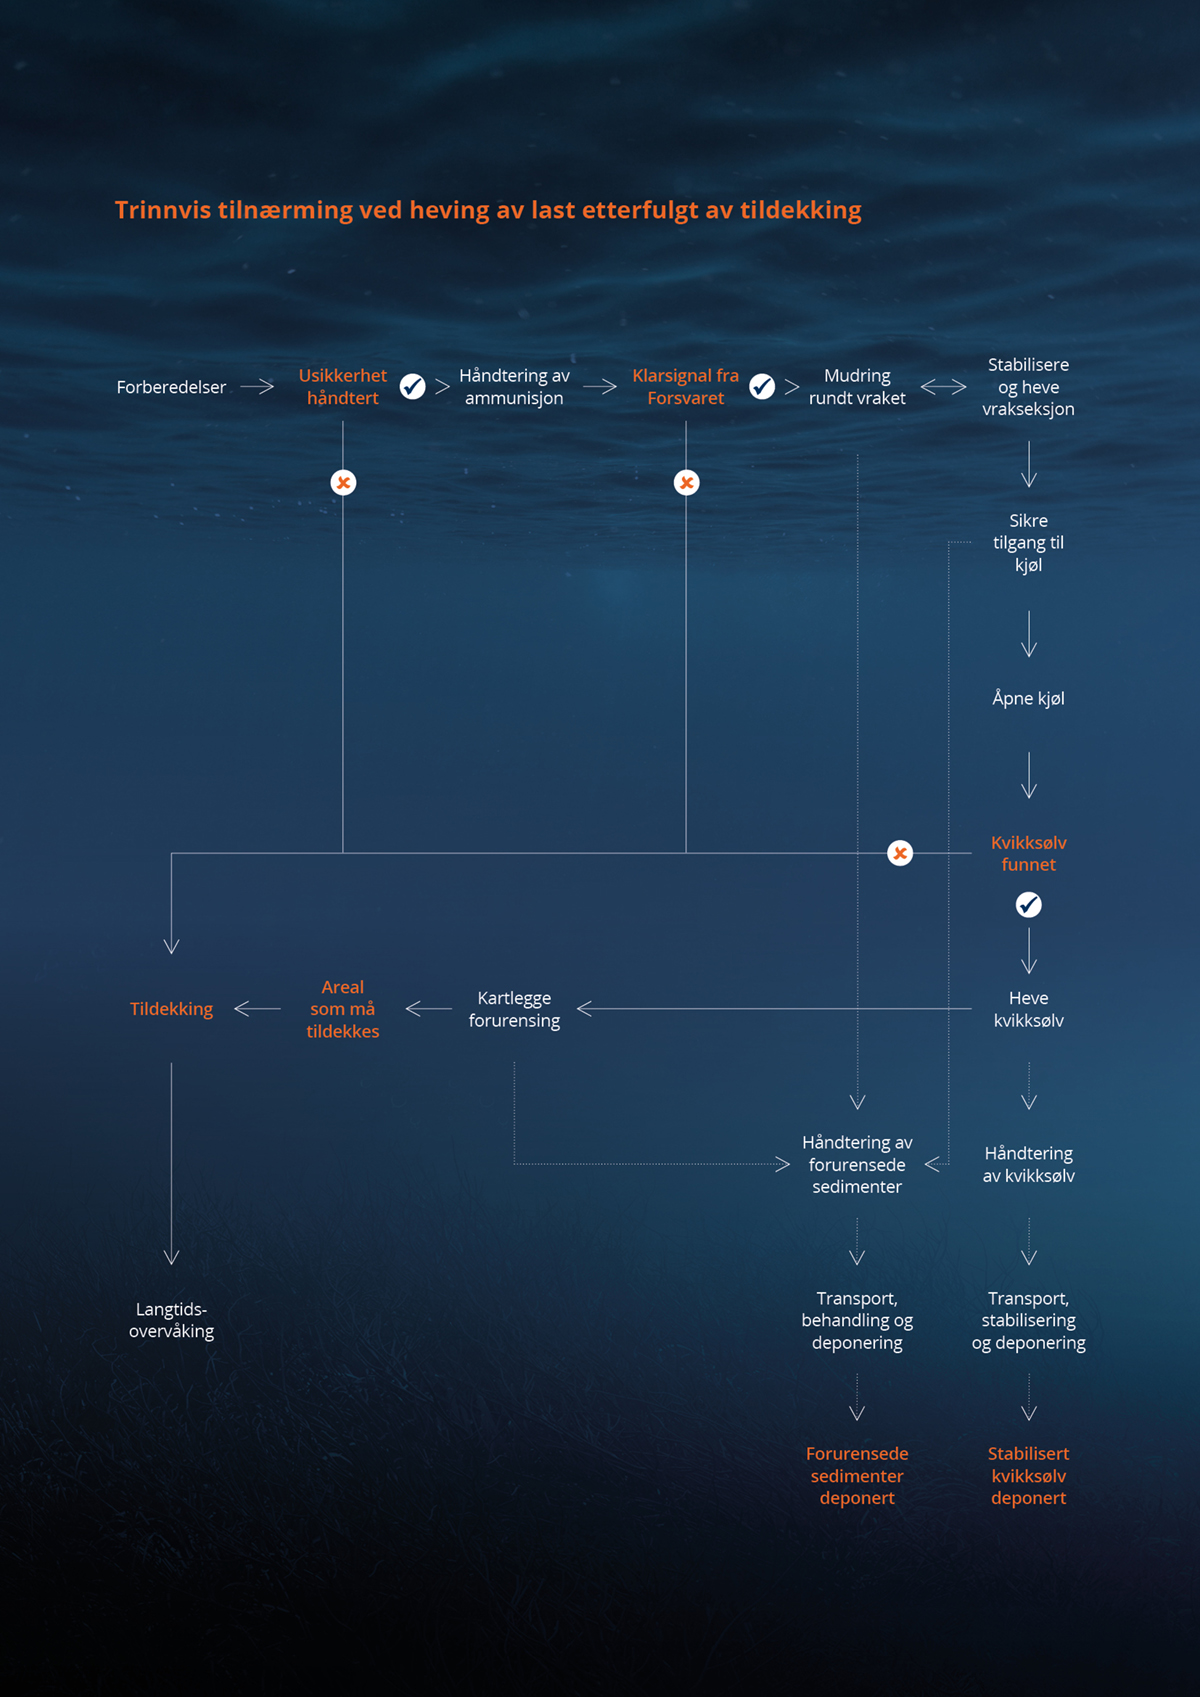 Trinnvis tilnærming ved heving av last etterfulgt av tildekking
Forberedelser
Usikkerhet
håndtert
Håndtering av
ammunisjon
Klarsignal fra
Forsvaret
Mudring
rundt vraket
Stabilisere
og heve
vrakseksjon
Sikre
tilgang til
kjøl
Åpne kjøl
Kvikksølv
funnet
Tildekking
Areal
som må
tildekkes
Kartlegge
forurensing
Heve
kvikksølv
Håndtering av
forurensede
sedimenter
Håndtering
av kvikksølv
Langtids-
overvåking
Transport,
behandling og
deponering
Transport,
stabilisering
og deponering
Forurensede
sedimenter
deponert
Stabilisert
kvikksølv
deponert